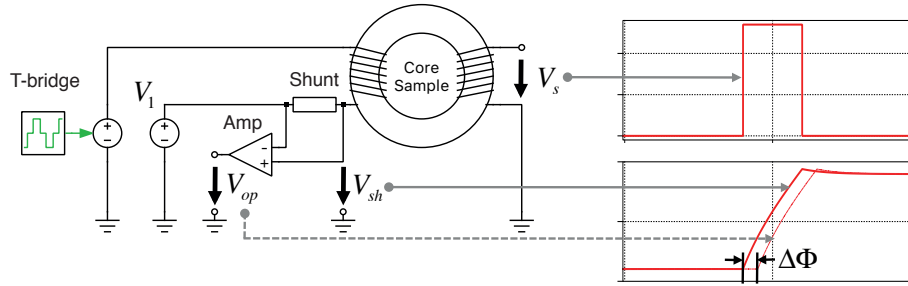 T-bridge
V1
Shunt
Amp
Core
Sample
Vs
Vop
Vsh
ΔΦ
+
−
+
−
-
+